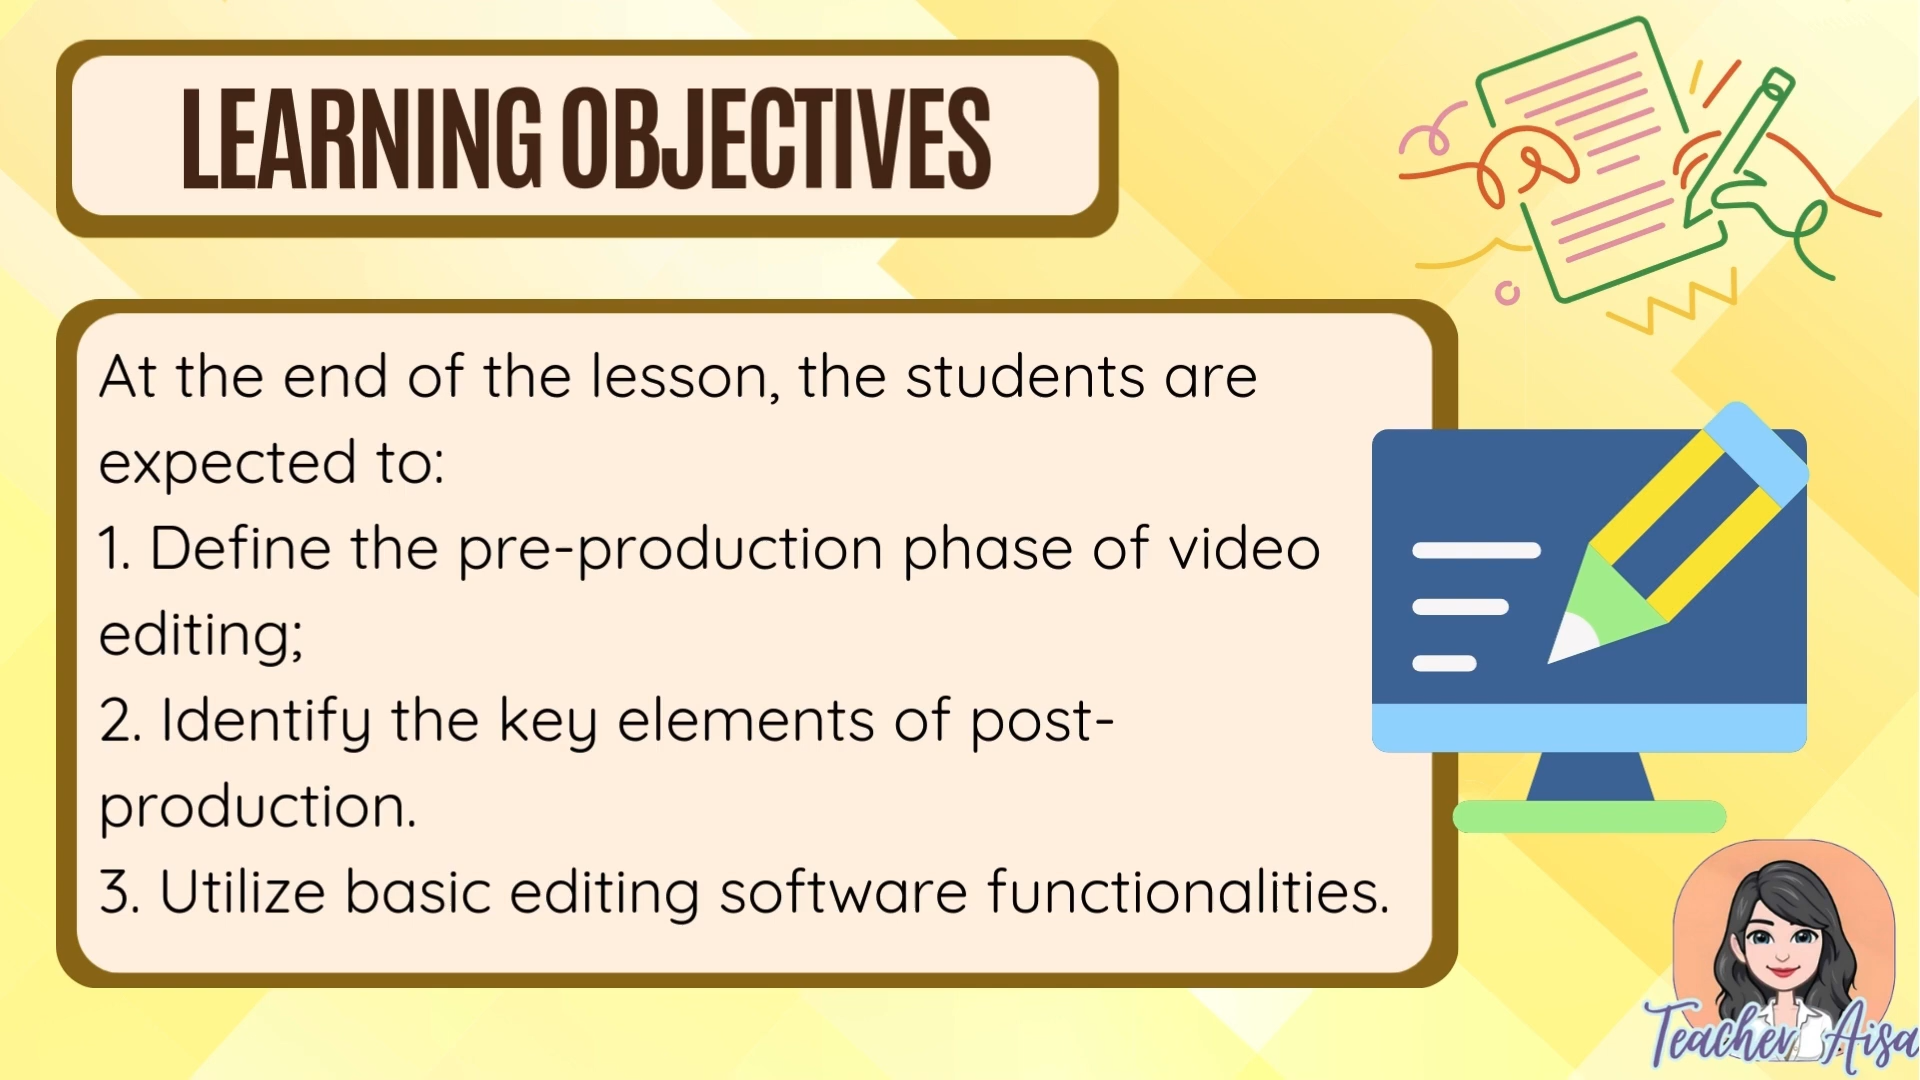 LEARNING OBJECTIVES
At the end of the lesson, the students are
expected to:
1. Define the pre-production phase of video
editing;
2. Identify the key elements of post-
production.
3. Utilize basic editing software functionalities.
Teacher Aisa